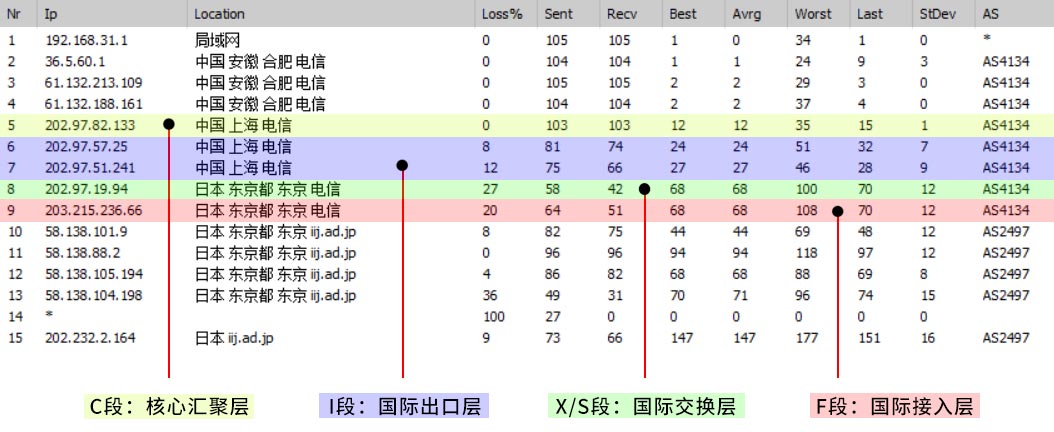 Nr Ip Location Loss% Sent Recv Best Avrg Worst Last StDev AS
1 192.168.31.1 局域网 0 105 105 1 0 34 1 0 *
2 36.5.60.1 中国 安徽 合肥 电信 0 104 104 1 1 24 9 3 AS4134
3 61.132.213.109 中国 安徽 合肥 电信 0 105 105 2 2 29 3 0 AS4134
4 61.132.188.161 中国 安徽 合肥 电信 0 104 104 2 2 37 4 0 AS4134
5 202.97.82.133 中国 上海 电信 0 103 103 12 12 35 15 1 AS4134
6 202.97.57.25 中国 上海 电信 8 81 74 24 24 51 32 7 AS4134
7 202.97.51.241 中国 上海 电信 12 75 66 27 27 46 28 9 AS4134
8 202.97.19.94 日本 东京都 东京 电信 27 58 42 68 68 100 70 12 AS4134
9 203.215.236.66 日本 东京都 东京 电信 20 64 51 68 68 108 70 12 AS4134
10 58.138.101.9 日本 东京都 东京 iij.ad.jp 8 82 75 44 44 69 48 12 AS2497
11 58.138.88.2 日本 东京都 东京 iij.ad.jp 0 96 96 94 94 118 97 12 AS2497
12 58.138.105.194 日本 东京都 东京 iij.ad.jp 4 86 82 68 68 88 69 8 AS2497
13 58.138.104.198 日本 东京都 东京 iij.ad.jp 36 49 31 70 71 96 74 15 AS2497
14 * 100 27 0 0 0 0 0 0
15 202.232.2.164 日本 iij.ad.jp 9 73 66 147 147 177 151 16 AS2497
C段：核心汇聚层 I段：国际出口层 X/S段：国际交换层 F段：国际接入层